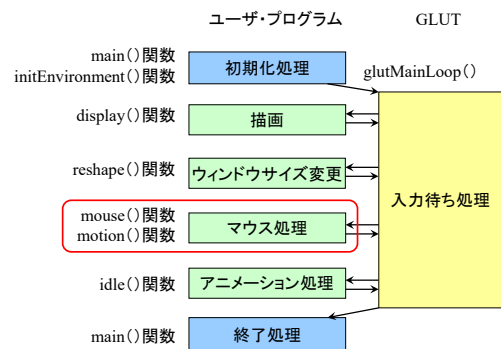 ユーザ・プログラム
GLUT
main()関数
initEnvironment()関数
初期化処理
glutMainLoop()
display()関数
描画
reshape()関数
ウィンドウサイズ変更
入力待ち処理
mouse()関数
motion()関数
マウス処理
idle()関数
アニメーション処理
main()関数
終了処理